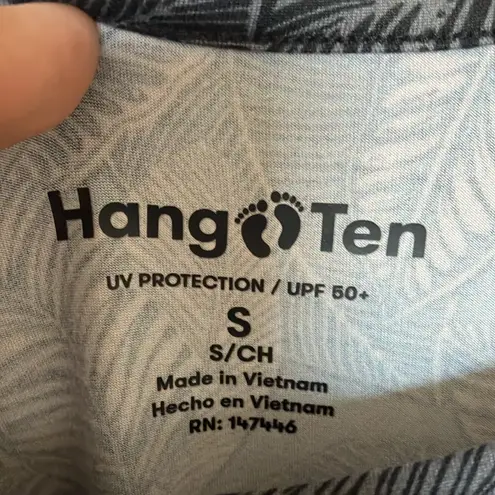 Hang Ten
UV PROTECTION / UPF 50+
S
S/CH
Made in Vietnam
Hecho en Vietnam
RN: 147446